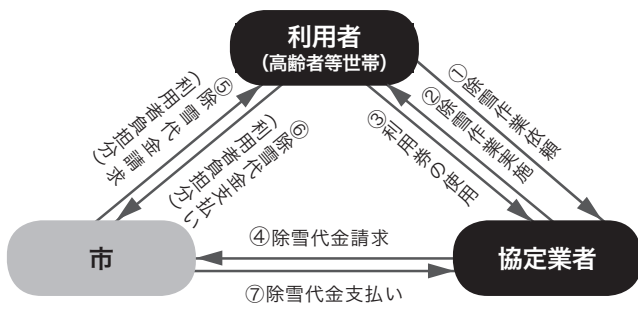 利用者
(高齢者等世帯)
①除雪作業依頼
②除雪作業実施
③利用券の使用
⑤除雪代金請求
(利用者負担分)
⑥除雪代金支払い
(利用者負担分)
市
④除雪代金請求
協定業者
⑦除雪代金支払い